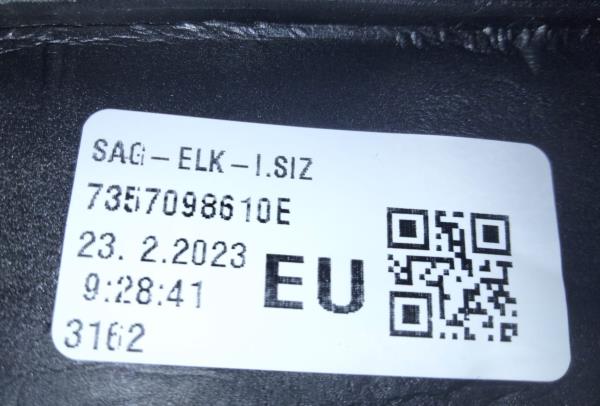 SAG-ELK-I.SIZ
7357098610E
23. 2.2023
9:28:41
EU
3162